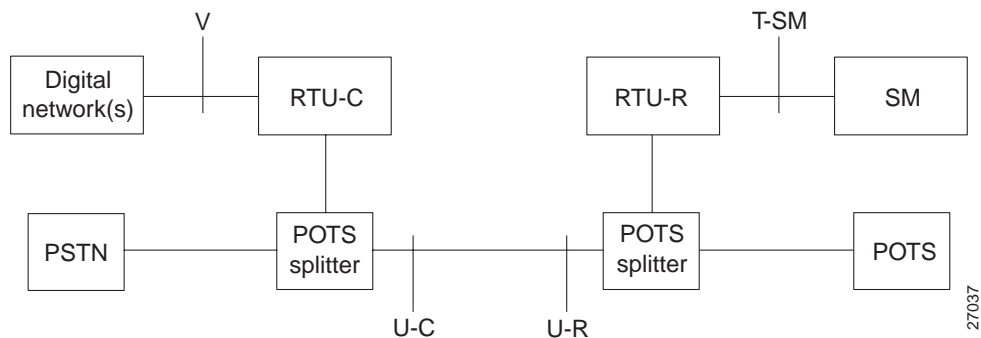 V
T-SM
Digital
network(s)
RTU-C
RTU-R
SM
PSTN
POTS
splitter
POTS
splitter
POTS
U-C
U-R
27037